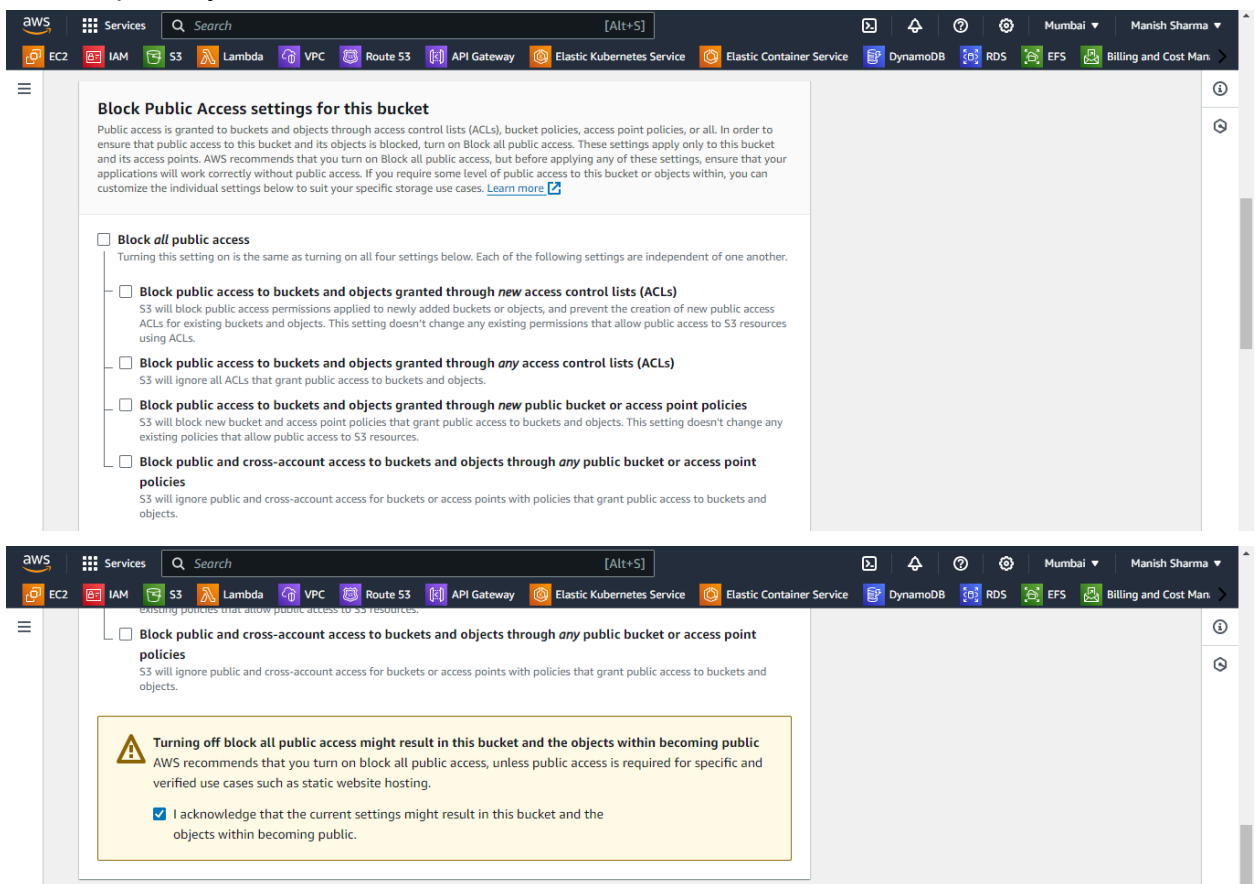 aws Services Search [Alt+S] Mumbai ▼ Manish Sharma ▼
EC2 IAM S3 Lambda VPC Route 53 API Gateway Elastic Kubernetes Service Elastic Container Service DynamoDB RDS EFS Billing and Cost Man
Block Public Access settings for this bucket
Public access is granted to buckets and objects through access control lists (ACLs), bucket policies, access point policies, or all. In order to
ensure that public access to this bucket and its objects is blocked, turn on Block all public access. These settings apply only to this bucket
and its access points. AWS recommends that you turn on Block all public access, but before applying any of these settings, ensure that your
applications will work correctly without public access. If you require some level of public access to this bucket or objects within, you can
customize the individual settings below to suit your specific storage use cases. Learn more
Block all public access
Turning this setting on is the same as turning on all four settings below. Each of the following settings are independent of one another.
Block public access to buckets and objects granted through new access control lists (ACLs)
S3 will block public access permissions applied to newly added buckets or objects, and prevent the creation of new public access
ACLs for existing buckets and objects. This setting doesn't change any existing permissions that allow public access to S3 resources
using ACLs.
Block public access to buckets and objects granted through any access control lists (ACLs)
S3 will ignore all ACLs that grant public access to buckets and objects.
Block public access to buckets and objects granted through new public bucket or access point policies
S3 will block new bucket and access point policies that grant public access to buckets and objects. This setting doesn't change any
existing policies that allow public access to S3 resources.
Block public and cross-account access to buckets and objects through any public bucket or access point
policies
S3 will ignore public and cross-account access for buckets or access points with policies that grant public access to buckets and
objects.
aws Services Search [Alt+S] Mumbai ▼ Manish Sharma ▼
EC2 IAM S3 Lambda VPC Route 53 API Gateway Elastic Kubernetes Service Elastic Container Service DynamoDB RDS EFS Billing and Cost Man
existing policies that allow public access to S3 resources.
Block public and cross-account access to buckets and objects through any public bucket or access point
policies
S3 will ignore public and cross-account access for buckets or access points with policies that grant public access to buckets and
objects.
Turning off block all public access might result in this bucket and the objects within becoming public
AWS recommends that you turn on block all public access, unless public access is required for specific and
verified use cases such as static website hosting.
I acknowledge that the current settings might result in this bucket and the
objects within becoming public.